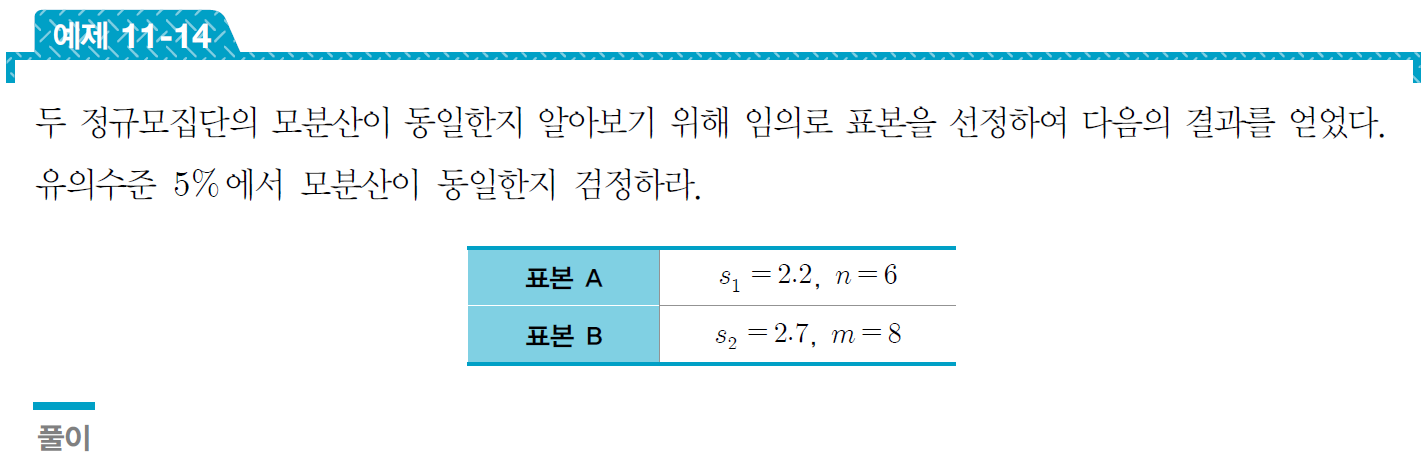 예제 11-14
두 정규모집단의 모분산이 동일한지 알아보기 위해 임의로 표본을 선정하여 다음의 결과를 얻었다.
유의수준 5%에서 모분산이 동일한지 검정하라.
표본 A s₁ = 2.2, n = 6
표본 B s₂ = 2.7, m = 8
풀이